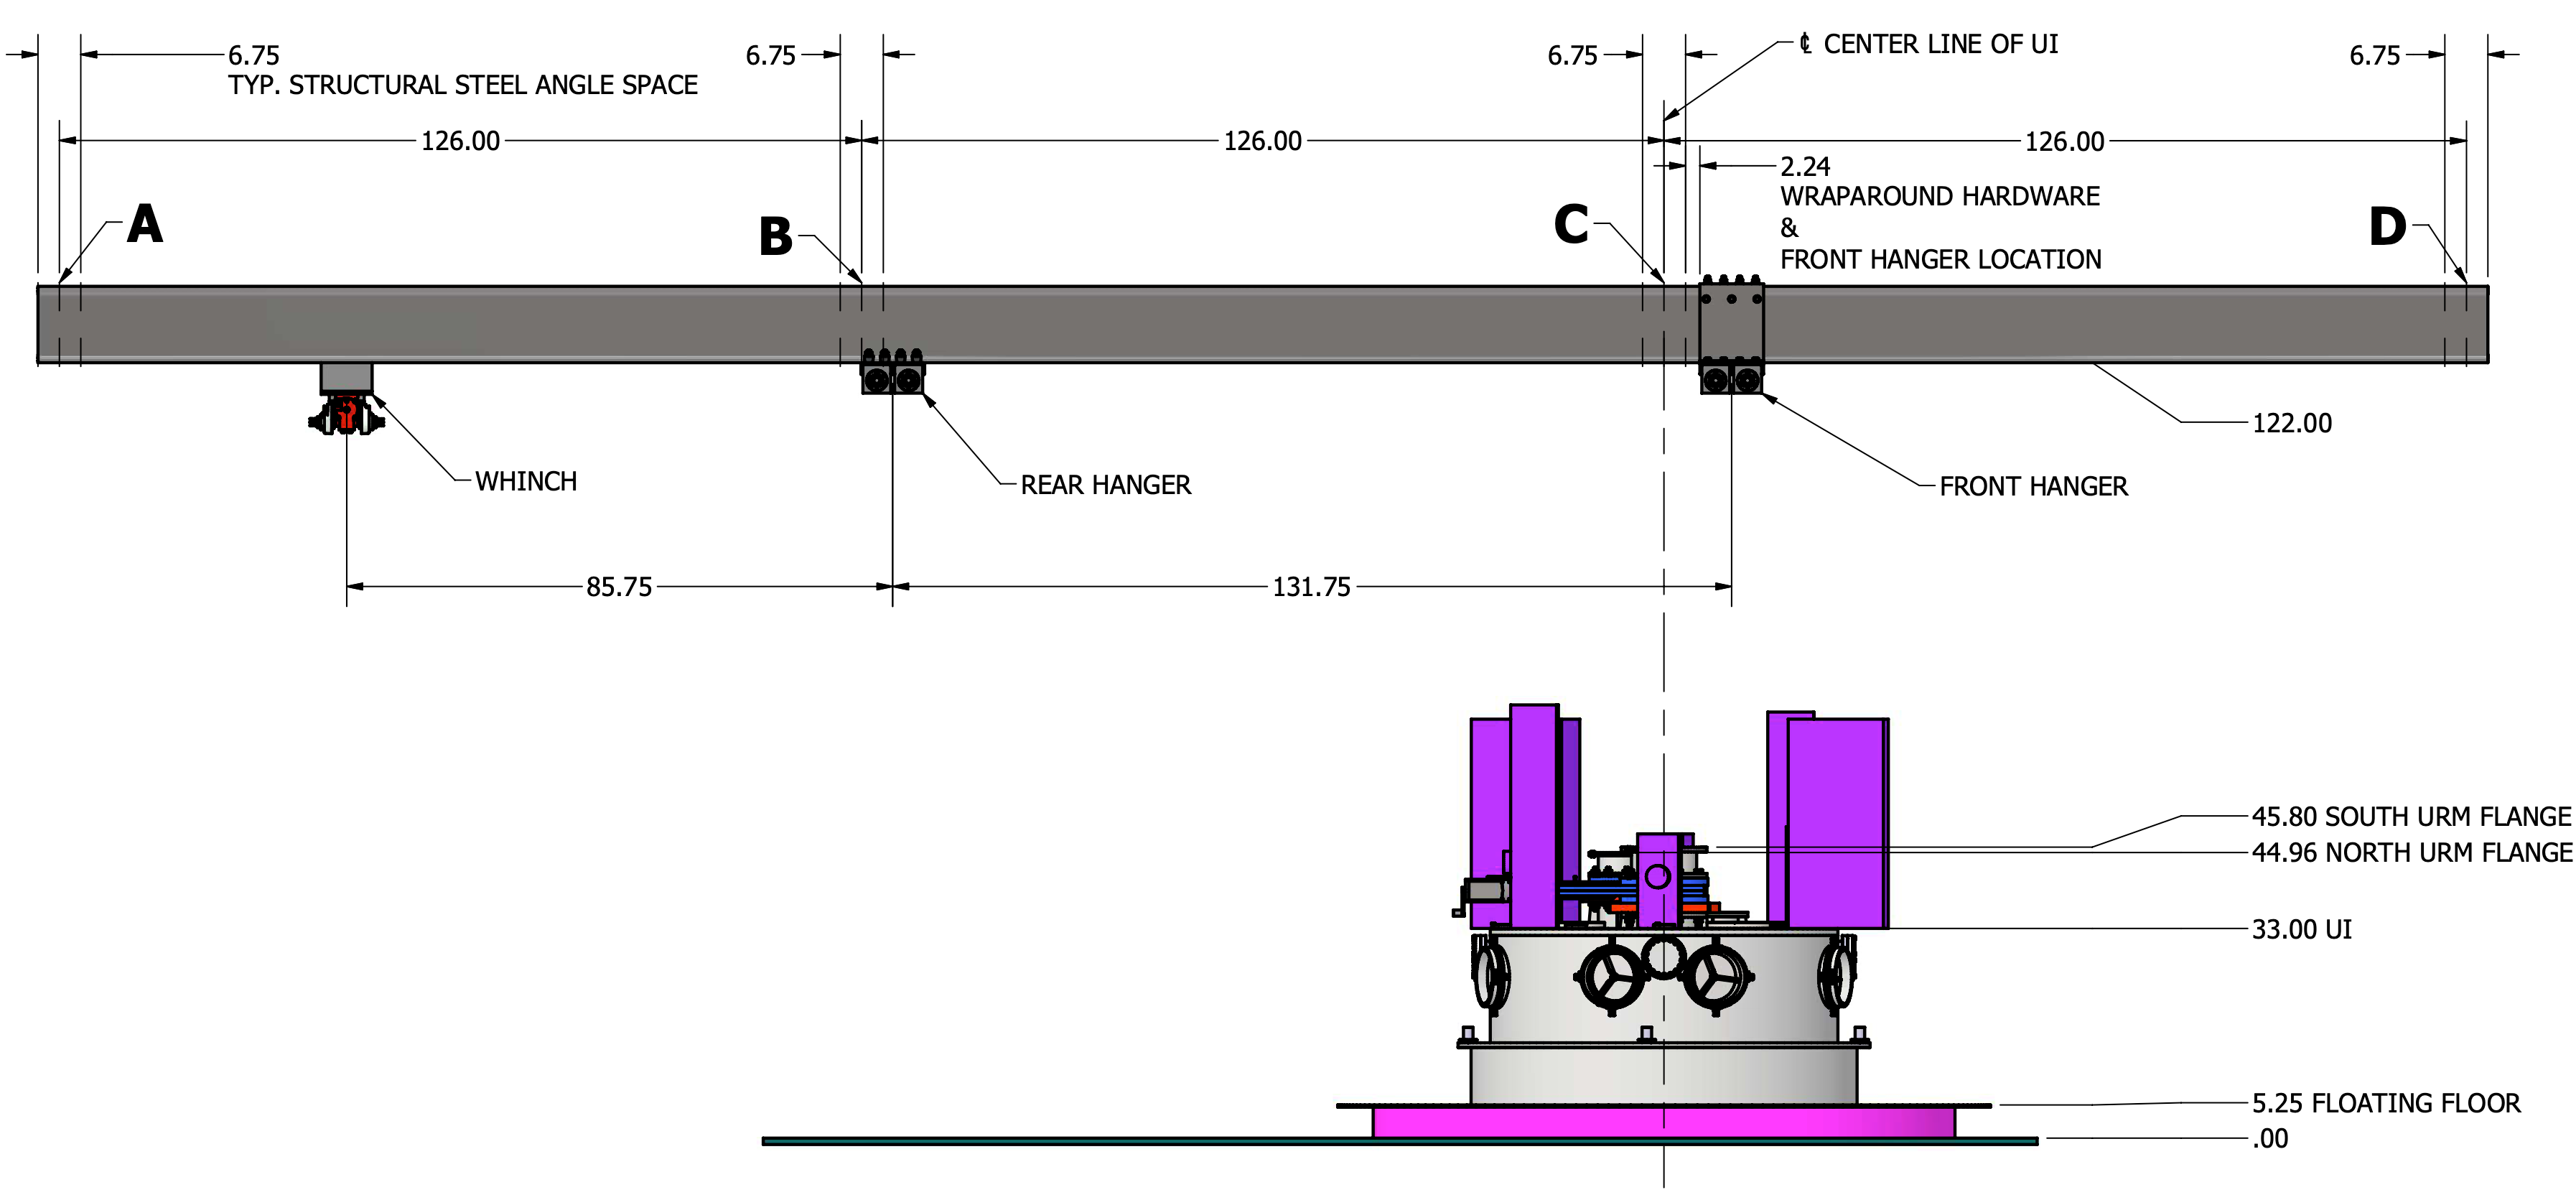 6.75
TYP. STRUCTURAL STEEL ANGLE SPACE
6.75
6.75
℄ CENTER LINE OF UI
6.75
126.00
126.00
126.00
2.24
WRAPAROUND HARDWARE
&
FRONT HANGER LOCATION
A
B
C
D
122.00
WHINCH
REAR HANGER
FRONT HANGER
85.75
131.75
45.80 SOUTH URM FLANGE
44.96 NORTH URM FLANGE
33.00 UI
5.25 FLOATING FLOOR
.00